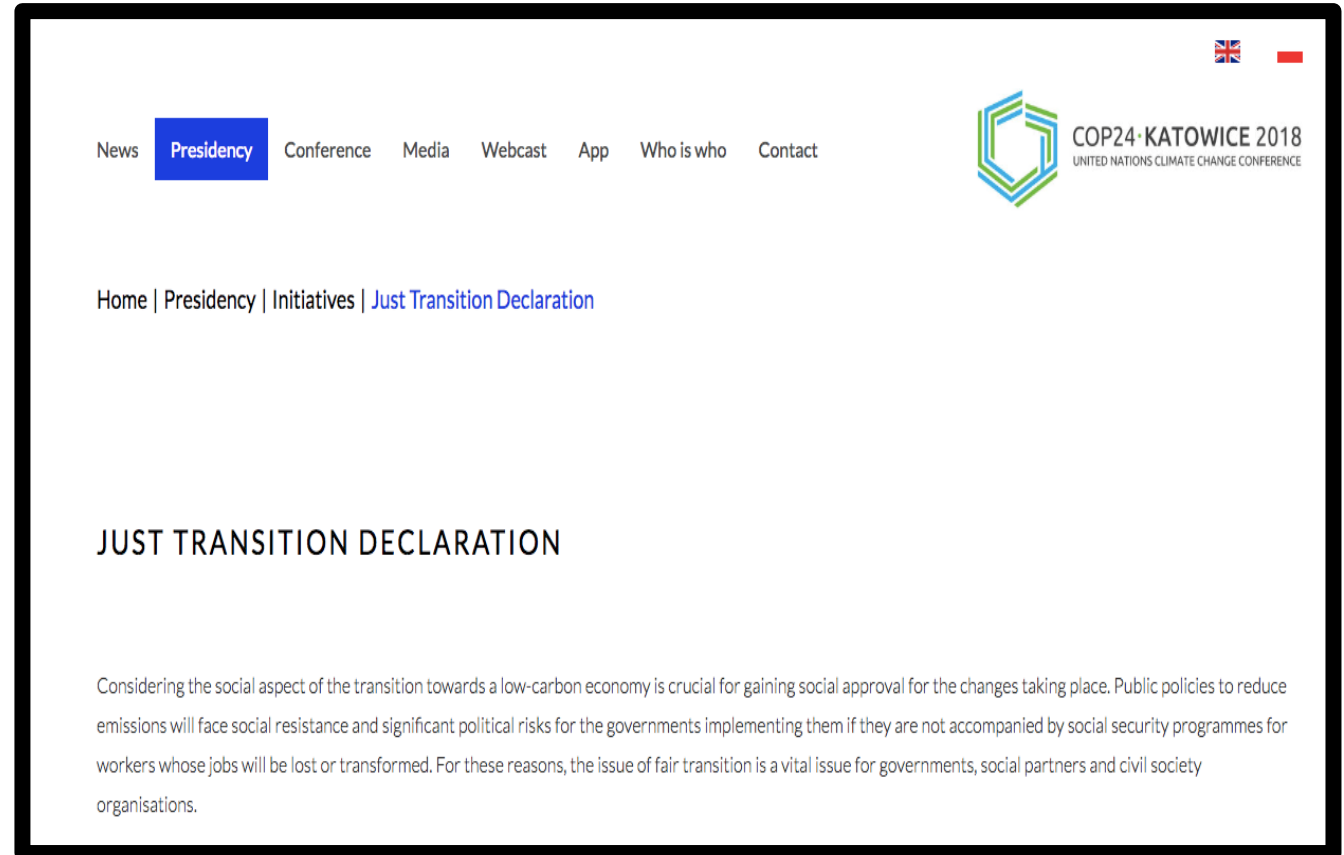 News Presidency Conference Media Webcast App Who is who Contact
COP24·KATOWICE 2018
UNITED NATIONS CLIMATE CHANGE CONFERENCE
Home | Presidency | Initiatives | Just Transition Declaration
JUST TRANSITION DECLARATION
Considering the social aspect of the transition towards a low-carbon economy is crucial for gaining social approval for the changes taking place. Public policies to reduce
emissions will face social resistance and significant political risks for the governments implementing them if they are not accompanied by social security programmes for
workers whose jobs will be lost or transformed. For these reasons, the issue of fair transition is a vital issue for governments, social partners and civil society
organisations.